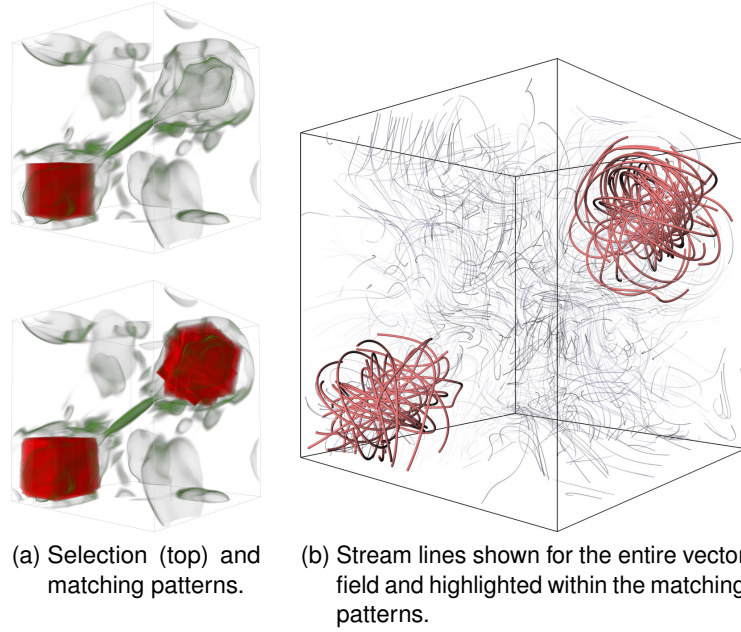 (a) Selection (top) and
matching patterns.
(b) Stream lines shown for the entire vector
field and highlighted within the matching
patterns.